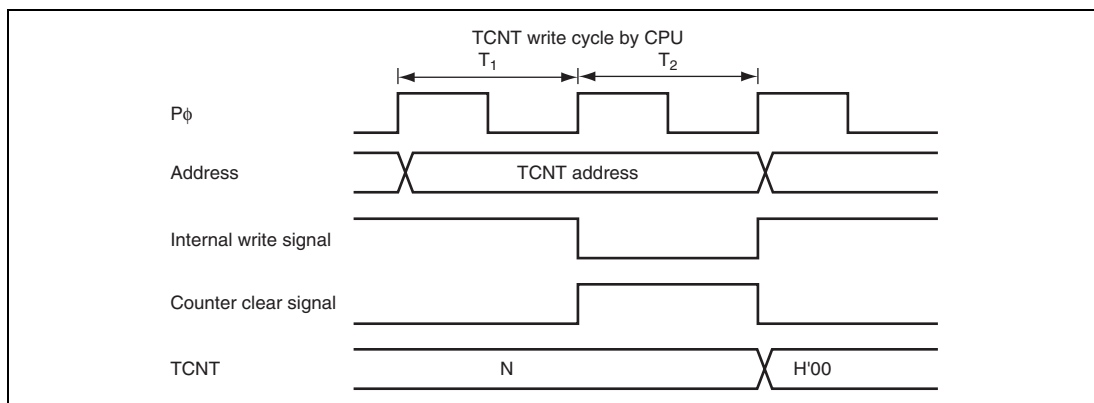 TCNT write cycle by CPU
T₁ T₂
Pϕ
Address TCNT address
Internal write signal
Counter clear signal
TCNT N H'00